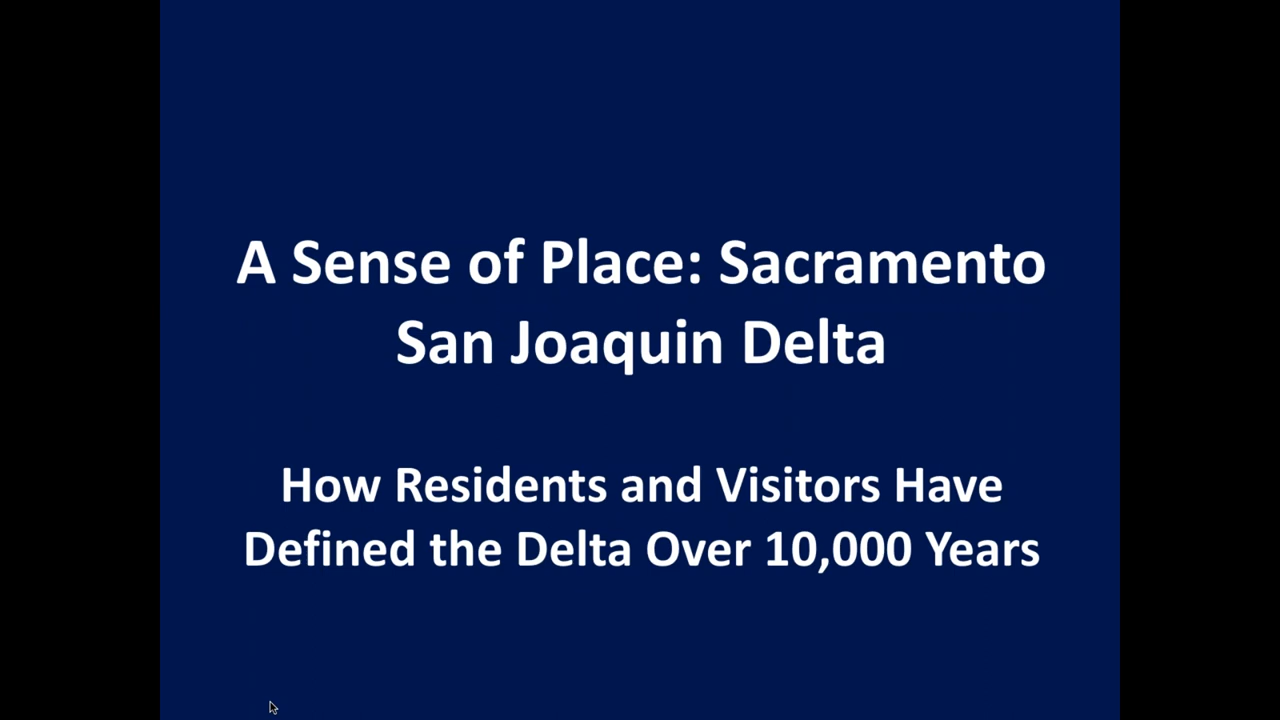 A Sense of Place: Sacramento
San Joaquin Delta
How Residents and Visitors Have
Defined the Delta Over 10,000 Years